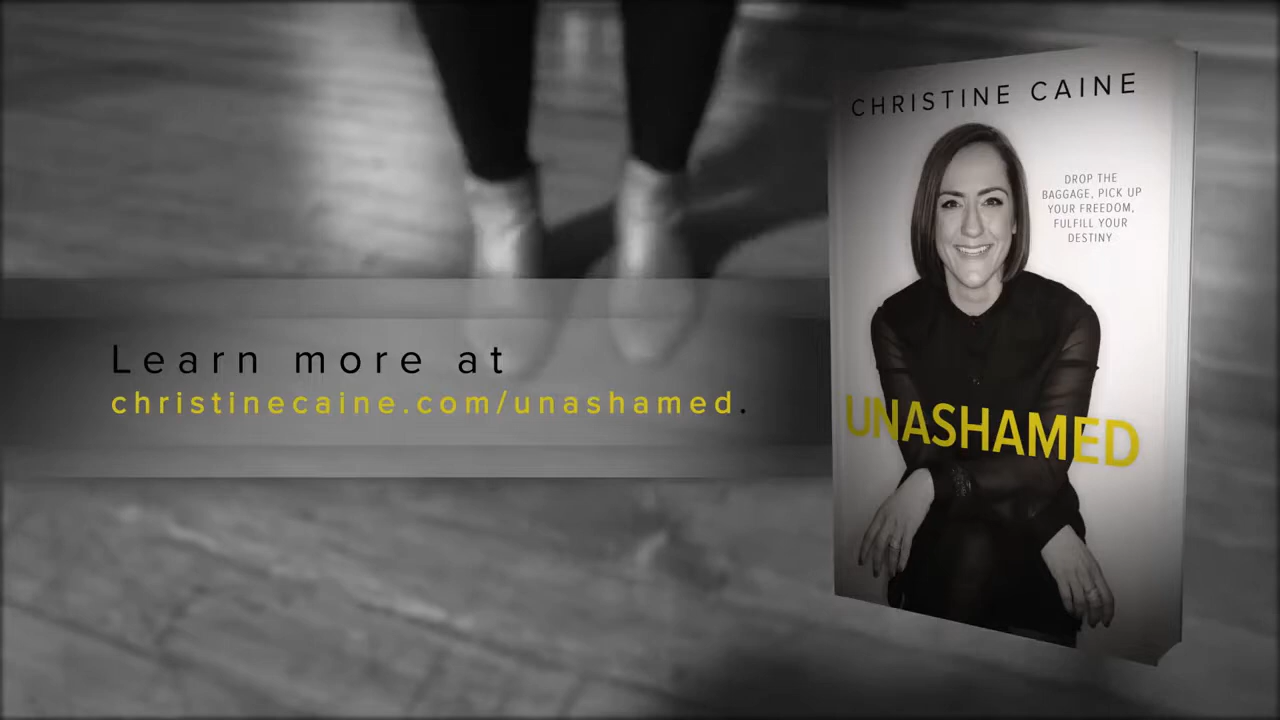 Learn more at
christinecaine.com/unashamed.
CHRISTINE CAINE
DROP THE
BAGGAGE, PICK UP
YOUR FREEDOM,
FULFILL YOUR
DESTINY
UNASHAMED